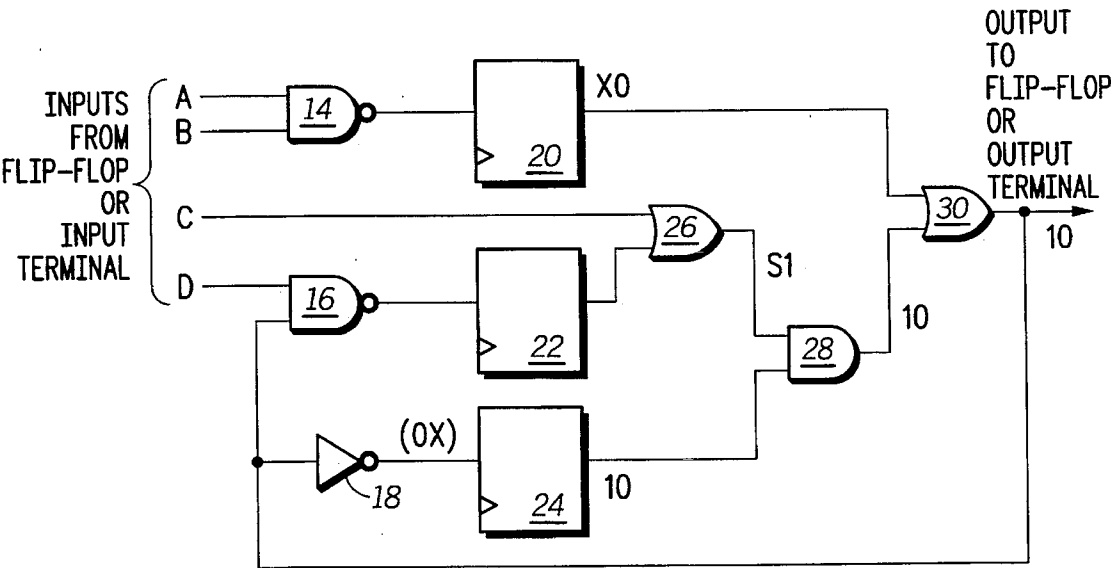 OUTPUT
TO
FLIP-FLOP
OR
OUTPUT
TERMINAL
INPUTS
FROM
FLIP-FLOP
OR
INPUT
TERMINAL
A
B
C
D
14
20
X0
26
30
10
S1
16
22
28
10
(0X)
18
24
10